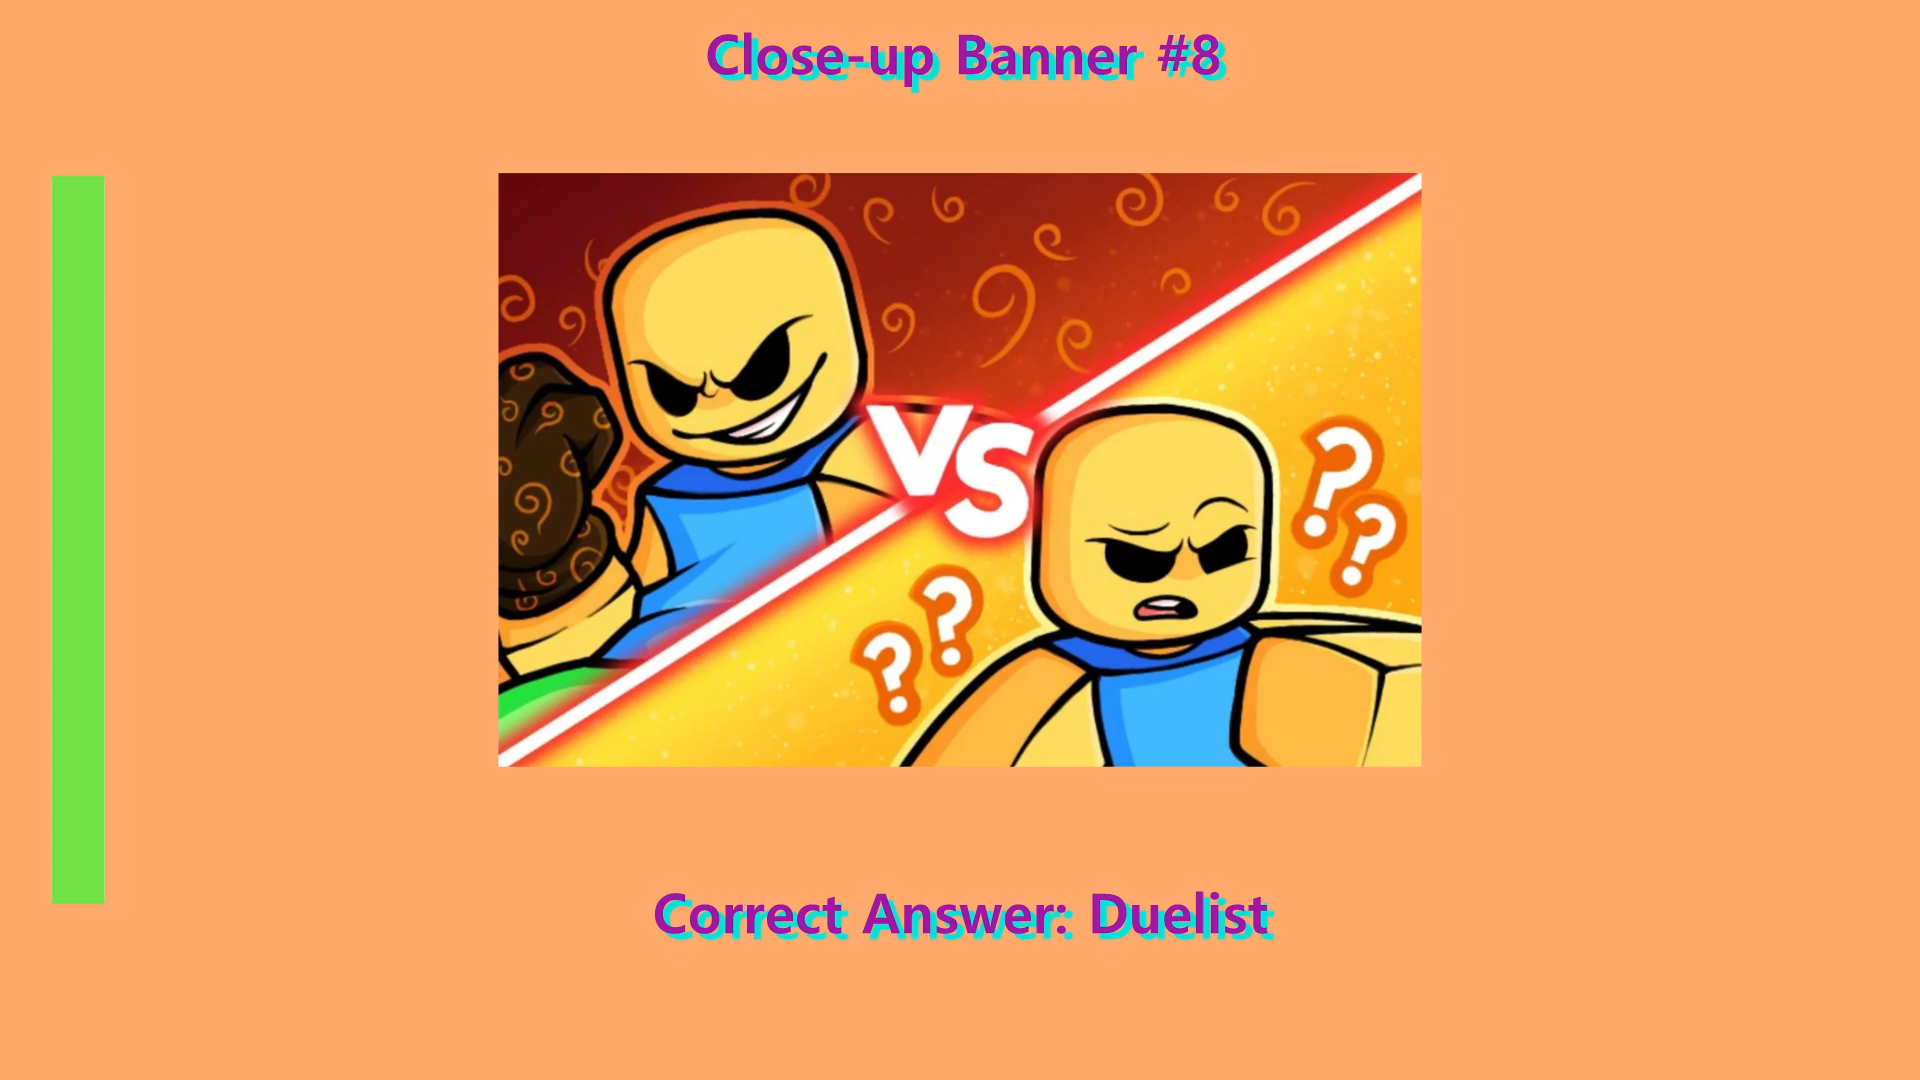 Close-up Banner #8
VS
? ?
? ?
Correct Answer: Duelist